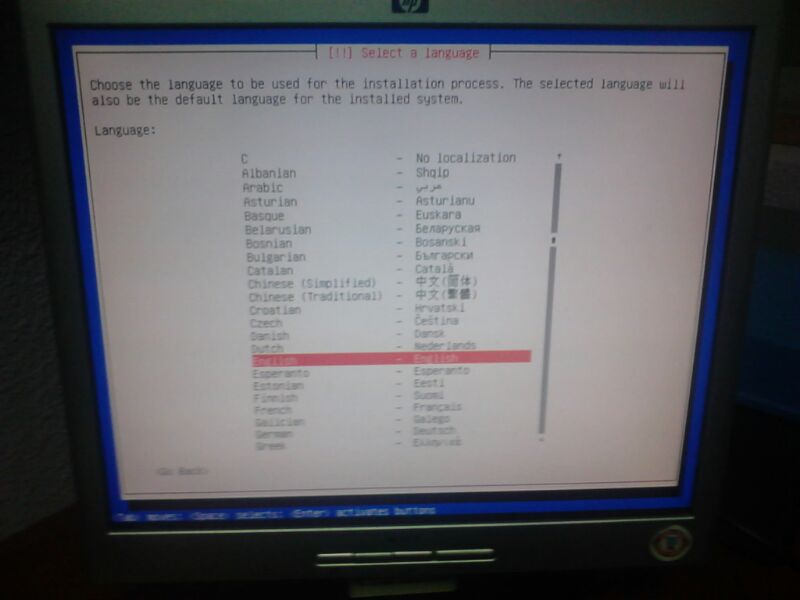 hp
[!!] Select a language
Choose the language to be used for the installation process. The selected language will
also be the default language for the installed system.
Language:
C - No localization
Albanian - Shqip
Arabic - عربي
Asturian - Asturianu
Basque - Euskara
Belarusian - Беларуская
Bosnian - Bosanski
Bulgarian - Български
Catalan - Català
Chinese (Simplified) - 中文(简体)
Chinese (Traditional) - 中文(繁體)
Croatian - Hrvatski
Czech - Čeština
Danish - Dansk
Dutch - Nederlands
English - English
Esperanto - Esperanto
Estonian - Eesti
Finnish - Suomi
French - Français
Galician - Galego
German - Deutsch
Greek - Ελληνικά
<Go Back>
<Tab> moves; <Space> selects; <Enter> activates buttons